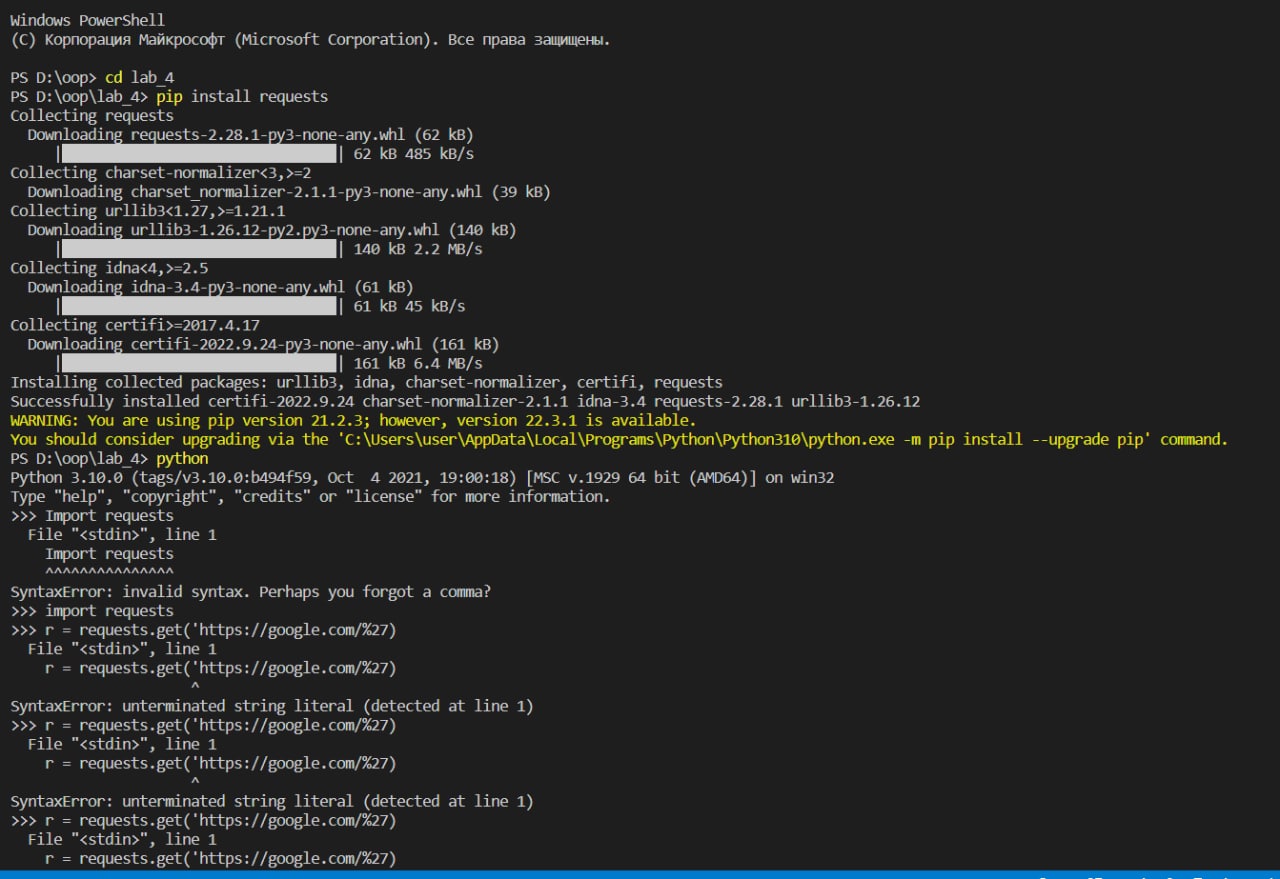 Windows PowerShell
(C) Корпорация Майкрософт (Microsoft Corporation). Все права защищены.
PS D:\oop> cd lab_4
PS D:\oop\lab_4> pip install requests
Collecting requests
  Downloading requests-2.28.1-py3-none-any.whl (62 kB)
     |                                | 62 kB 485 kB/s
Collecting charset-normalizer<3,>=2
  Downloading charset_normalizer-2.1.1-py3-none-any.whl (39 kB)
Collecting urllib3<1.27,>=1.21.1
  Downloading urllib3-1.26.12-py2.py3-none-any.whl (140 kB)
     |                                | 140 kB 2.2 MB/s
Collecting idna<4,>=2.5
  Downloading idna-3.4-py3-none-any.whl (61 kB)
     |                                | 61 kB 45 kB/s
Collecting certifi>=2017.4.17
  Downloading certifi-2022.9.24-py3-none-any.whl (161 kB)
     |                                | 161 kB 6.4 MB/s
Installing collected packages: urllib3, idna, charset-normalizer, certifi, requests
Successfully installed certifi-2022.9.24 charset-normalizer-2.1.1 idna-3.4 requests-2.28.1 urllib3-1.26.12
WARNING: You are using pip version 21.2.3; however, version 22.3.1 is available.
You should consider upgrading via the 'C:\Users\user\AppData\Local\Programs\Python\Python310\python.exe -m pip install --upgrade pip' command.
PS D:\oop\lab_4> python
Python 3.10.0 (tags/v3.10.0:b494f59, Oct  4 2021, 19:00:18) [MSC v.1929 64 bit (AMD64)] on win32
Type "help", "copyright", "credits" or "license" for more information.
>>> Import requests
  File "<stdin>", line 1
    Import requests
    ^^^^^^^^^^^^^^^
SyntaxError: invalid syntax. Perhaps you forgot a comma?
>>> import requests
>>> r = requests.get('https://google.com/%27)
  File "<stdin>", line 1
    r = requests.get('https://google.com/%27)
                     ^
SyntaxError: unterminated string literal (detected at line 1)
>>> r = requests.get('https://google.com/%27)
  File "<stdin>", line 1
    r = requests.get('https://google.com/%27)
                     ^
SyntaxError: unterminated string literal (detected at line 1)
>>> r = requests.get('https://google.com/%27)
  File "<stdin>", line 1
    r = requests.get('https://google.com/%27)